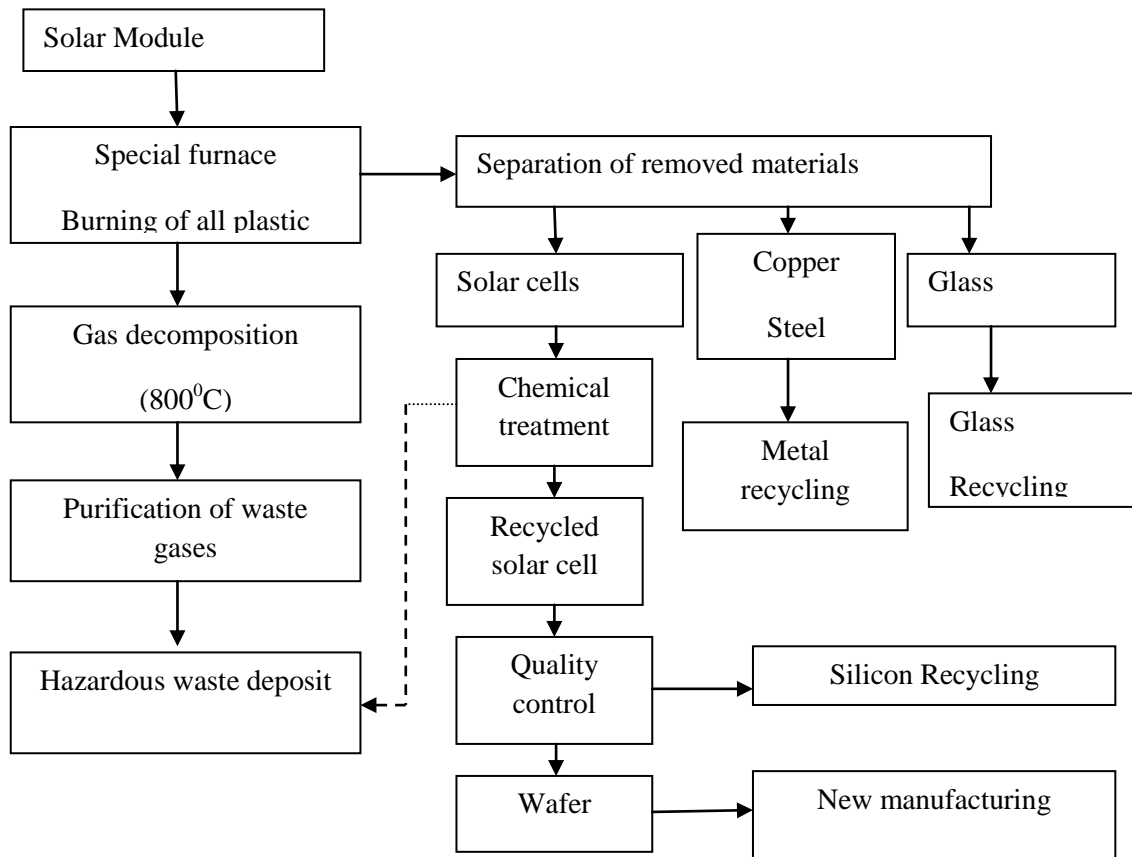 Solar Module
Special furnace
Burning of all plastic
Separation of removed materials
Solar cells
Copper
Steel
Glass
Gas decomposition
(800⁰C)
Chemical
treatment
Metal
recycling
Glass
Recycling
Purification of waste
gases
Recycled
solar cell
Hazardous waste deposit
Quality
control
Silicon Recycling
Wafer
New manufacturing